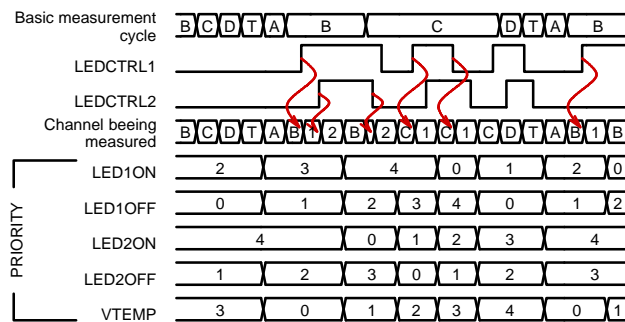 Basic measurement cycle B C D T A B C D T A B
LEDCTRL1
LEDCTRL2
Channel beeing measured B C D T A B 1 2 B 2 C 1 C 1 C D T A B 1 B
PRIORITY
LED1ON 2 3 4 0 1 2 0
LED1OFF 0 1 2 3 4 0 1 2
LED2ON 4 0 1 2 3 4
LED2OFF 1 2 3 0 1 2 3
VTEMP 3 0 1 2 3 4 0 1